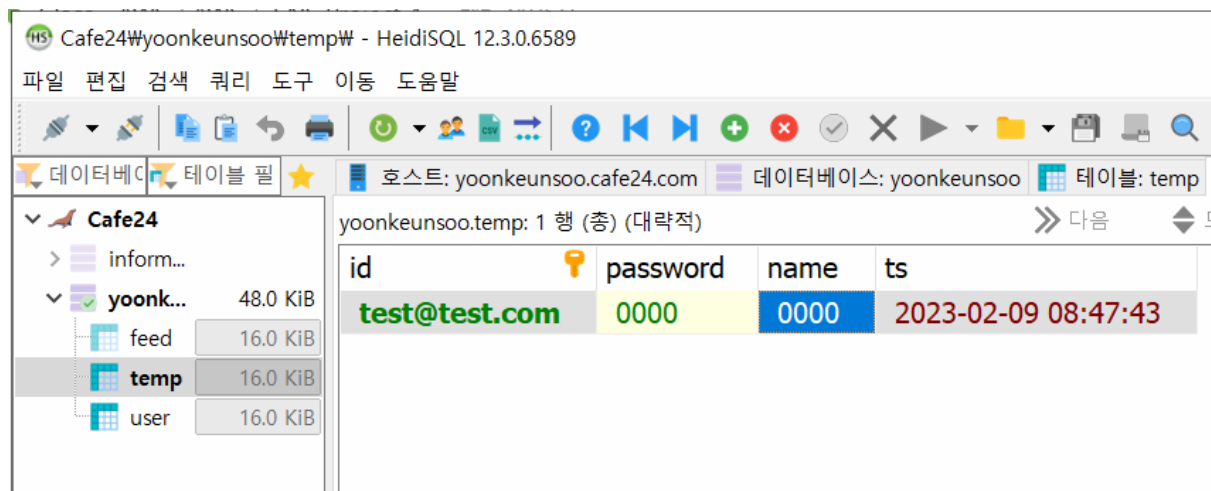 Cafe24₩yoonkeunsoo₩temp₩ - HeidiSQL 12.3.0.6589
파일 편집 검색 쿼리 도구 이동 도움말
데이터베이 테이블 필
호스트: yoonkeunsoo.cafe24.com 데이터베이스: yoonkeunsoo 테이블: temp
Cafe24
inform...
yoonk... 48.0 KiB
feed 16.0 KiB
temp 16.0 KiB
user 16.0 KiB
yoonkeunsoo.temp: 1 행 (총) (대략적) 다음
id password name ts
test@test.com 0000 0000 2023-02-09 08:47:43